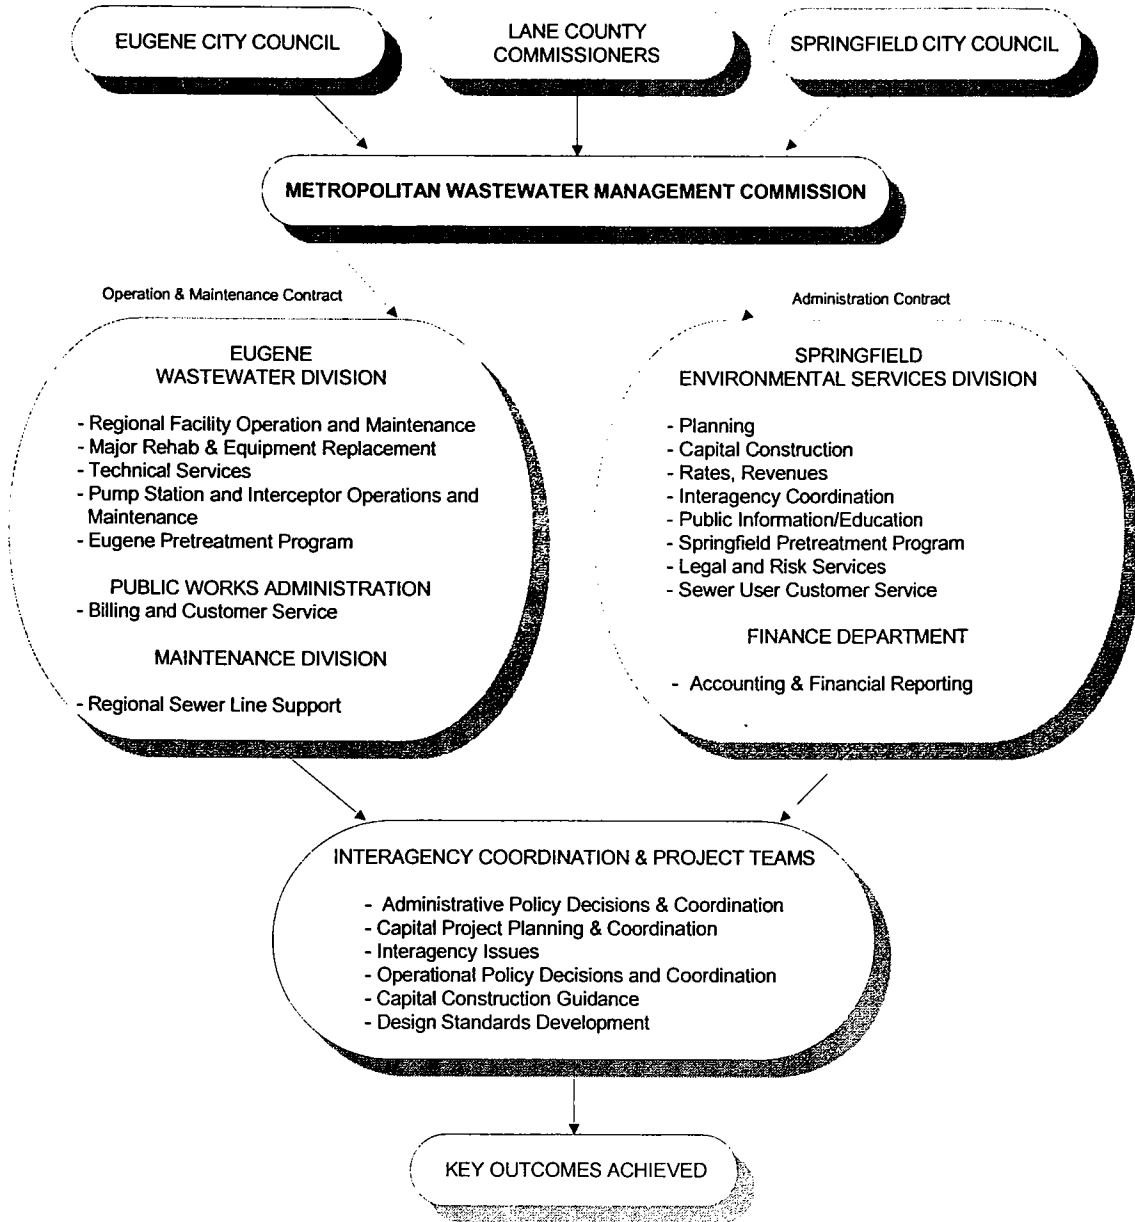 EUGENE CITY COUNCIL
LANE COUNTY
COMMISSIONERS
SPRINGFIELD CITY COUNCIL
METROPOLITAN WASTEWATER MANAGEMENT COMMISSION
Operation & Maintenance Contract
Administration Contract
EUGENE
WASTEWATER DIVISION
- Regional Facility Operation and Maintenance
- Major Rehab & Equipment Replacement
- Technical Services
- Pump Station and Interceptor Operations and
Maintenance
- Eugene Pretreatment Program
PUBLIC WORKS ADMINISTRATION
- Billing and Customer Service
MAINTENANCE DIVISION
- Regional Sewer Line Support
SPRINGFIELD
ENVIRONMENTAL SERVICES DIVISION
- Planning
- Capital Construction
- Rates, Revenues
- Interagency Coordination
- Public Information/Education
- Springfield Pretreatment Program
- Legal and Risk Services
- Sewer User Customer Service
FINANCE DEPARTMENT
- Accounting & Financial Reporting
INTERAGENCY COORDINATION & PROJECT TEAMS
- Administrative Policy Decisions & Coordination
- Capital Project Planning & Coordination
- Interagency Issues
- Operational Policy Decisions and Coordination
- Capital Construction Guidance
- Design Standards Development
KEY OUTCOMES ACHIEVED